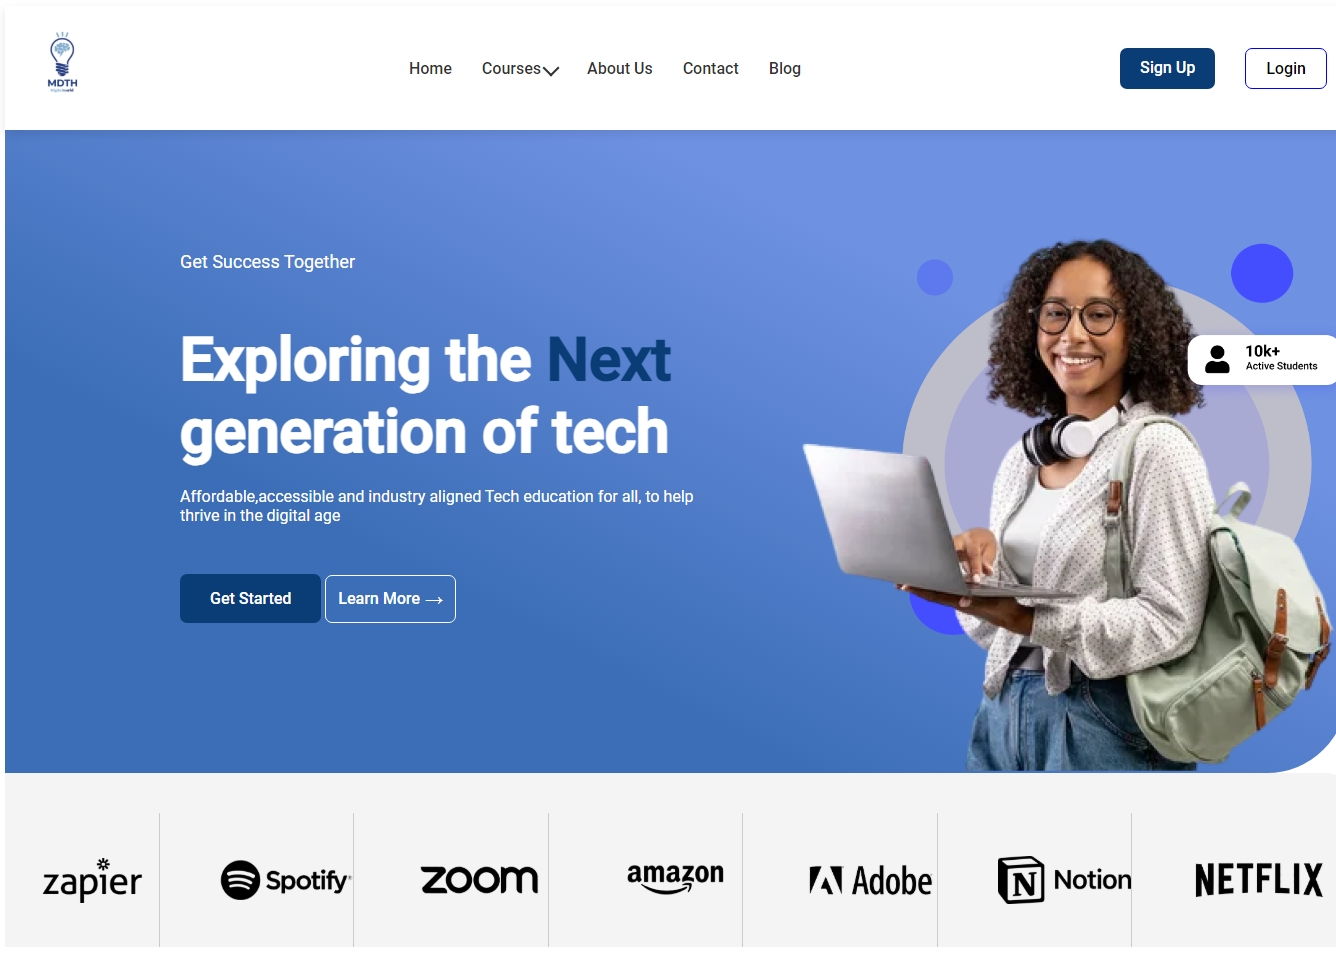 MDTH
Home
Courses
About Us
Contact
Blog
Sign Up
Login
Get Success Together
Exploring the Next
generation of tech
Affordable,accessible and industry aligned Tech education for all, to help
thrive in the digital age
Get Started
Learn More →
10k+
Active Students
zapier
Spotify
zoom
amazon
Adobe
Notion
NETFLIX